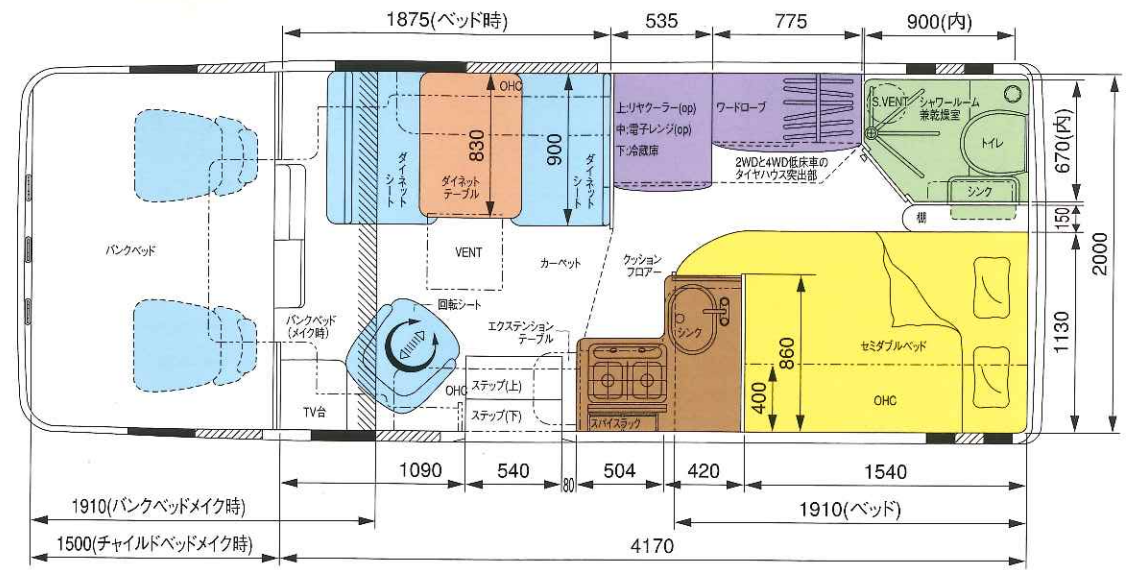 1875(ベッド時)
535
775
900(内)
OHC
830
900
ダイネット
シート
ダイネット
テーブル
ダイネット
シート
上:リヤクーラー(op)
中:電子レンジ(op)
下:冷蔵庫
ワードローブ
2WDと4WD低床車の
タイヤハウス突出部
S.VENT
シャワールーム
兼乾燥室
トイレ
シンク
棚
670(内)
150
2000
1130
バンクベッド
VENT
カーペット
クッション
フロアー
回転シート
バンクベッド
(メイク時)
エクステンション
テーブル
シンク
860
400
セミダブルベッド
OHC
OHC
ステップ(上)
ステップ(下)
TV台
スパイスラック
1090
540
80
504
420
1540
1910(バンクベッドメイク時)
1910(ベッド)
1500(チャイルドベッドメイク時)
4170